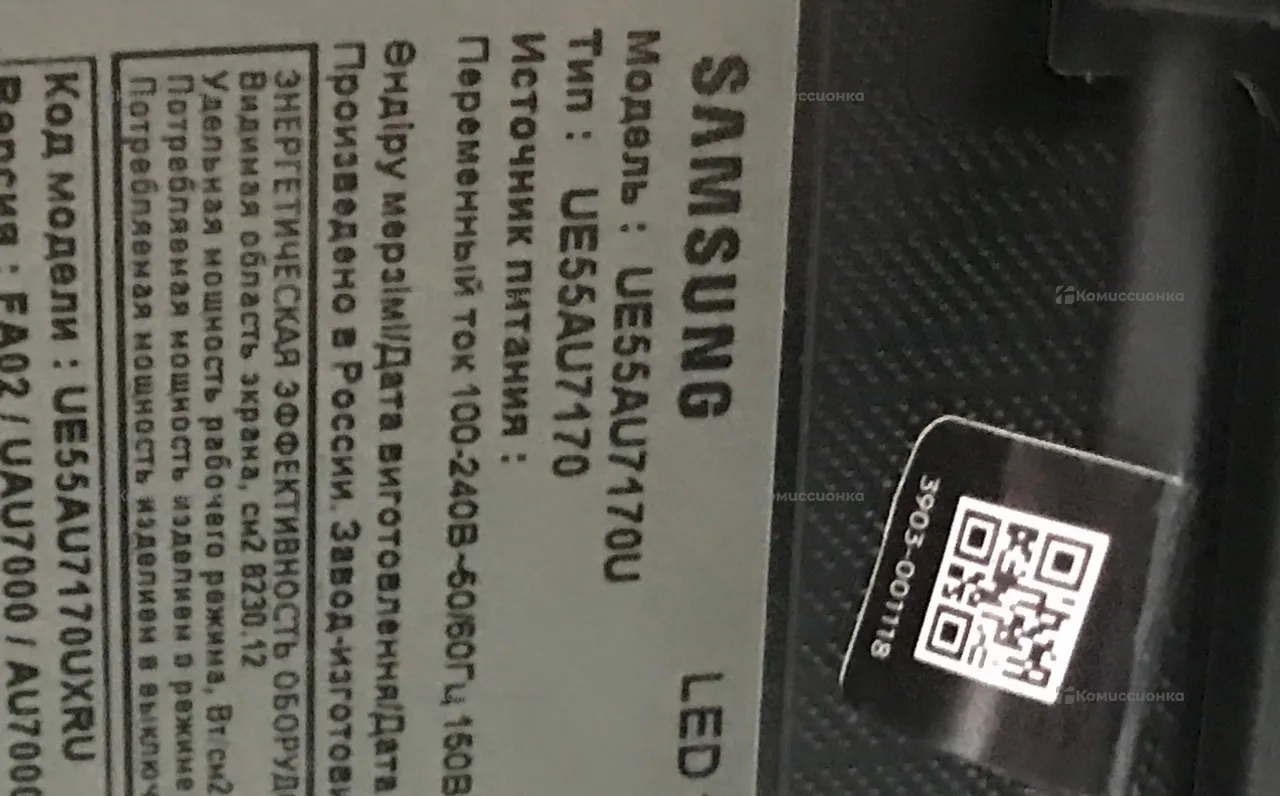 SAMSUNG LED
Модель : UE55AU7170U
Тип : UE55AU7170
Источник питания :
Переменный ток 100-240В~50/60Гц 150В
Өндіру мерзімі/Дата виготовлення/Дата
Произведено в России. Завод-изготови
ЭНЕРГЕТИЧЕСКАЯ ЭФФЕКТИВНОСТЬ ОБОРУД
Видимая область экрана, см2 8230.12
Удельная мощность рабочего режима, Вт/см2
Потребляемая мощность изделием в режиме
Потребляемая мощность изделием в выключ
Код модели : UE55AU7170UXRU
Версия : FA02 / UAU7000 / AU7000
3903-001118
Комиссионка
Комиссионка